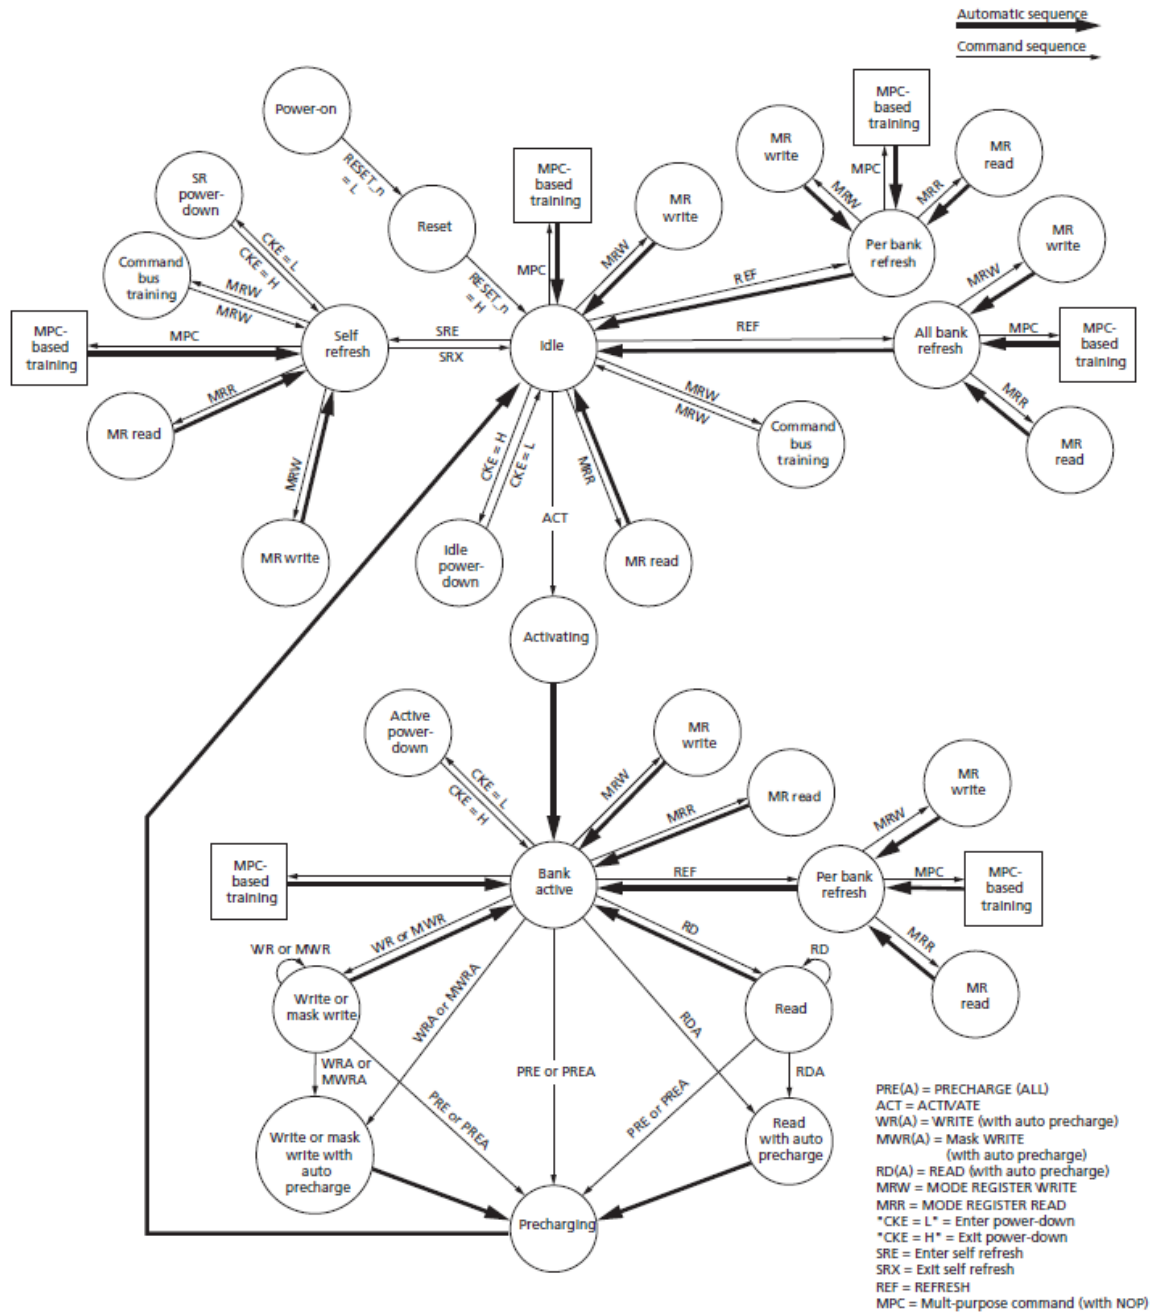 Automatic sequence
Command sequence
Power-on
RESET_n
= L
Reset
RESET_n
= H
SR
power-
down
CKE = L
CKE = H
Command
bus
training
MRW
MRW
MPC-
based
training
MPC
Self
refresh
MRR
MR read
MRW
MR write
SRE
SRX
MPC-
based
training
MPC
MR
write
MRW
Idle
MR
write
MRW
MPC-
based
training
MPC
MR
read
MRR
Per bank
refresh
REF
REF
MR
write
MRW
All bank
refresh
MPC
MPC-
based
training
MRR
MR
read
MRW
MRW
Command
bus
training
CKE = H
CKE = L
Idle
power-
down
ACT
MRR
MR read
Activating
Active
power-
down
CKE = L
CKE = H
MR
write
MRW
MR read
MRR
MPC-
based
training
Bank
active
REF
Per bank
refresh
MR
write
MRW
MPC
MPC-
based
training
MRR
MR
read
WR or MWR
WR or MWR
Write or
mask write
WRA or MWRA
RD
RD
Read
RDA
WRA or
MWRA
PRE or PREA
PRE or PREA
PRE or PREA
RDA
Write or mask
write with
auto
precharge
Read
with auto
precharge
Precharging
PRE(A) = PRECHARGE (ALL)
ACT = ACTIVATE
WR(A) = WRITE (with auto precharge)
MWR(A) = Mask WRITE
(with auto precharge)
RD(A) = READ (with auto precharge)
MRW = MODE REGISTER WRITE
MRR = MODE REGISTER READ
"CKE = L" = Enter power-down
"CKE = H" = Exit power-down
SRE = Enter self refresh
SRX = Exit self refresh
REF = REFRESH
MPC = Mult-purpose command (with NOP)